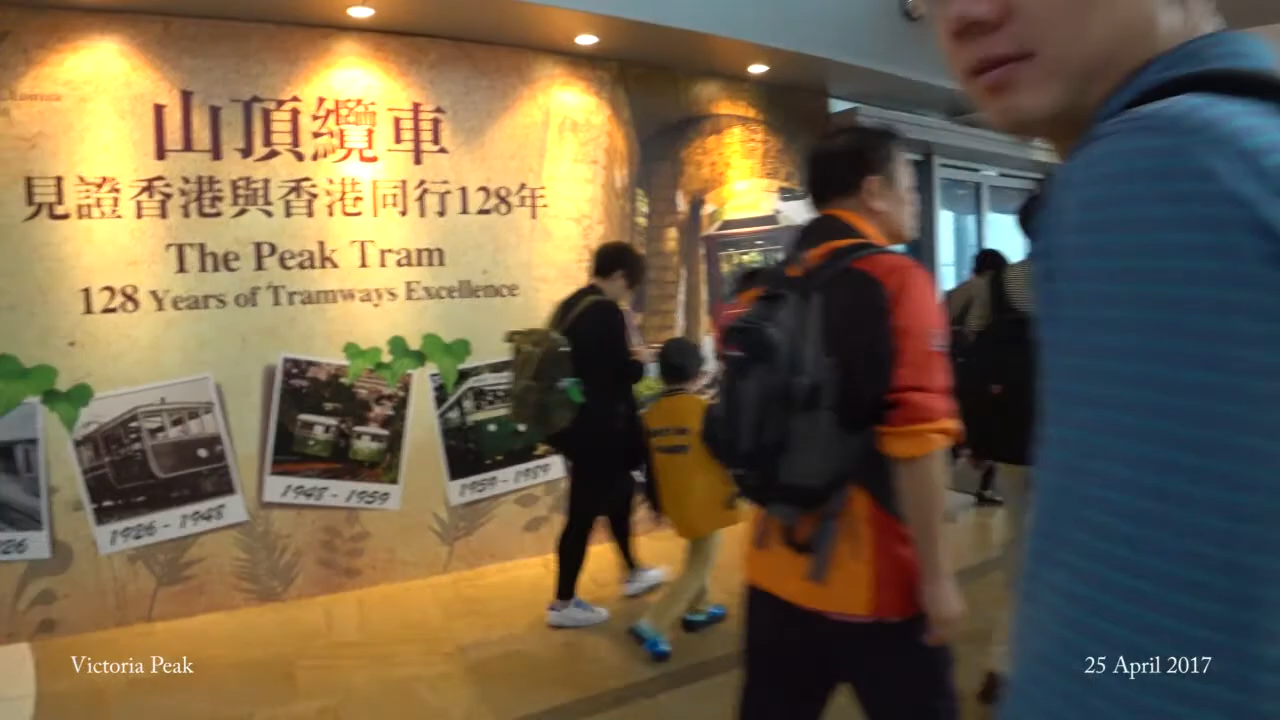 山頂纜車
見證香港與香港同行128年
The Peak Tram
128 Years of Tramways Excellence
26
1926 - 1948
1948 - 1959
1959 - 1989
Victoria Peak
25 April 2017